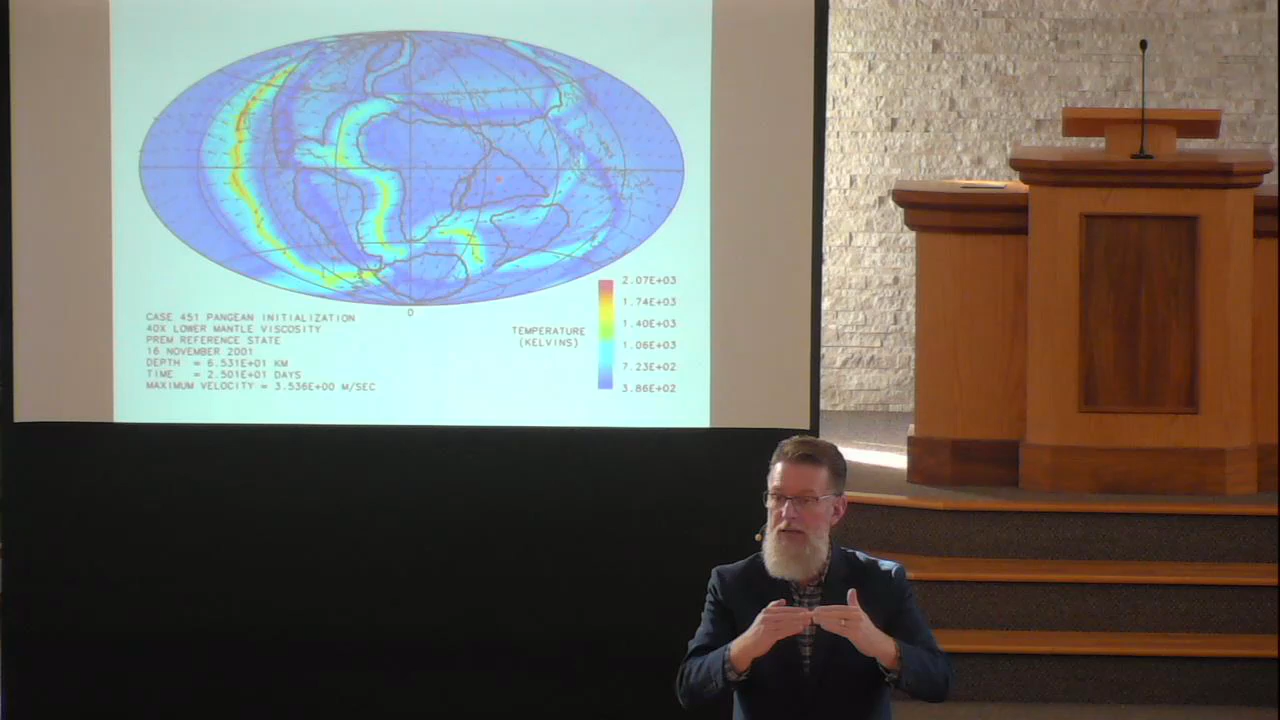 0
CASE 451 PANGEAN INITIALIZATION
40X LOWER MANTLE VISCOSITY
PREM REFERENCE STATE
16 NOVEMBER 2001
DEPTH = 6.531E+01 KM
TIME = 2.501E+01 DAYS
MAXIMUM VELOCITY = 3.536E+00 M/SEC
TEMPERATURE
(KELVINS)
2.07E+03
1.74E+03
1.40E+03
1.06E+03
7.23E+02
3.86E+02